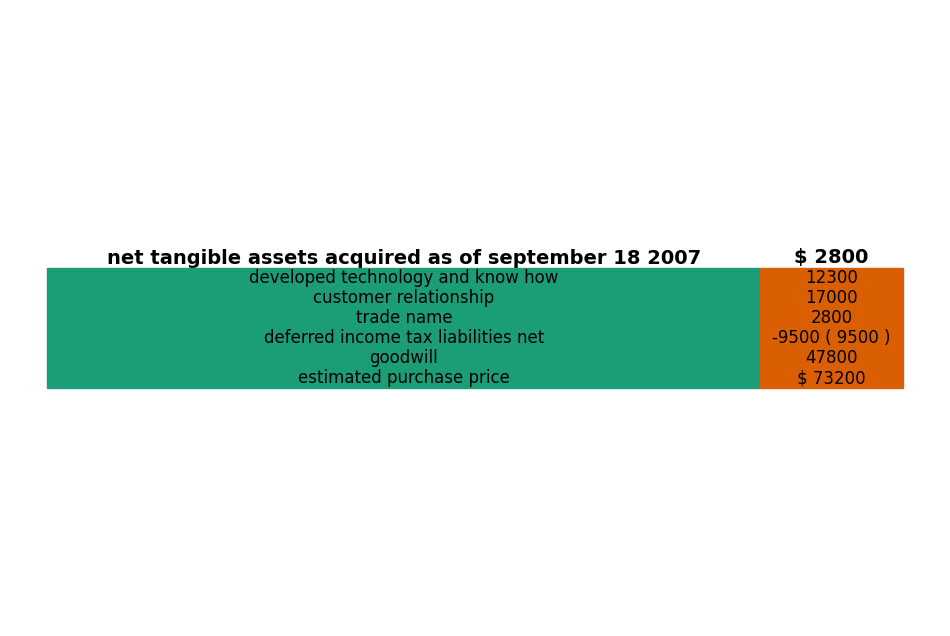 net tangible assets acquired as of september 18 2007 $ 2800
developed technology and know how 12300
customer relationship 17000
trade name 2800
deferred income tax liabilities net -9500 ( 9500 )
goodwill 47800
estimated purchase price $ 73200